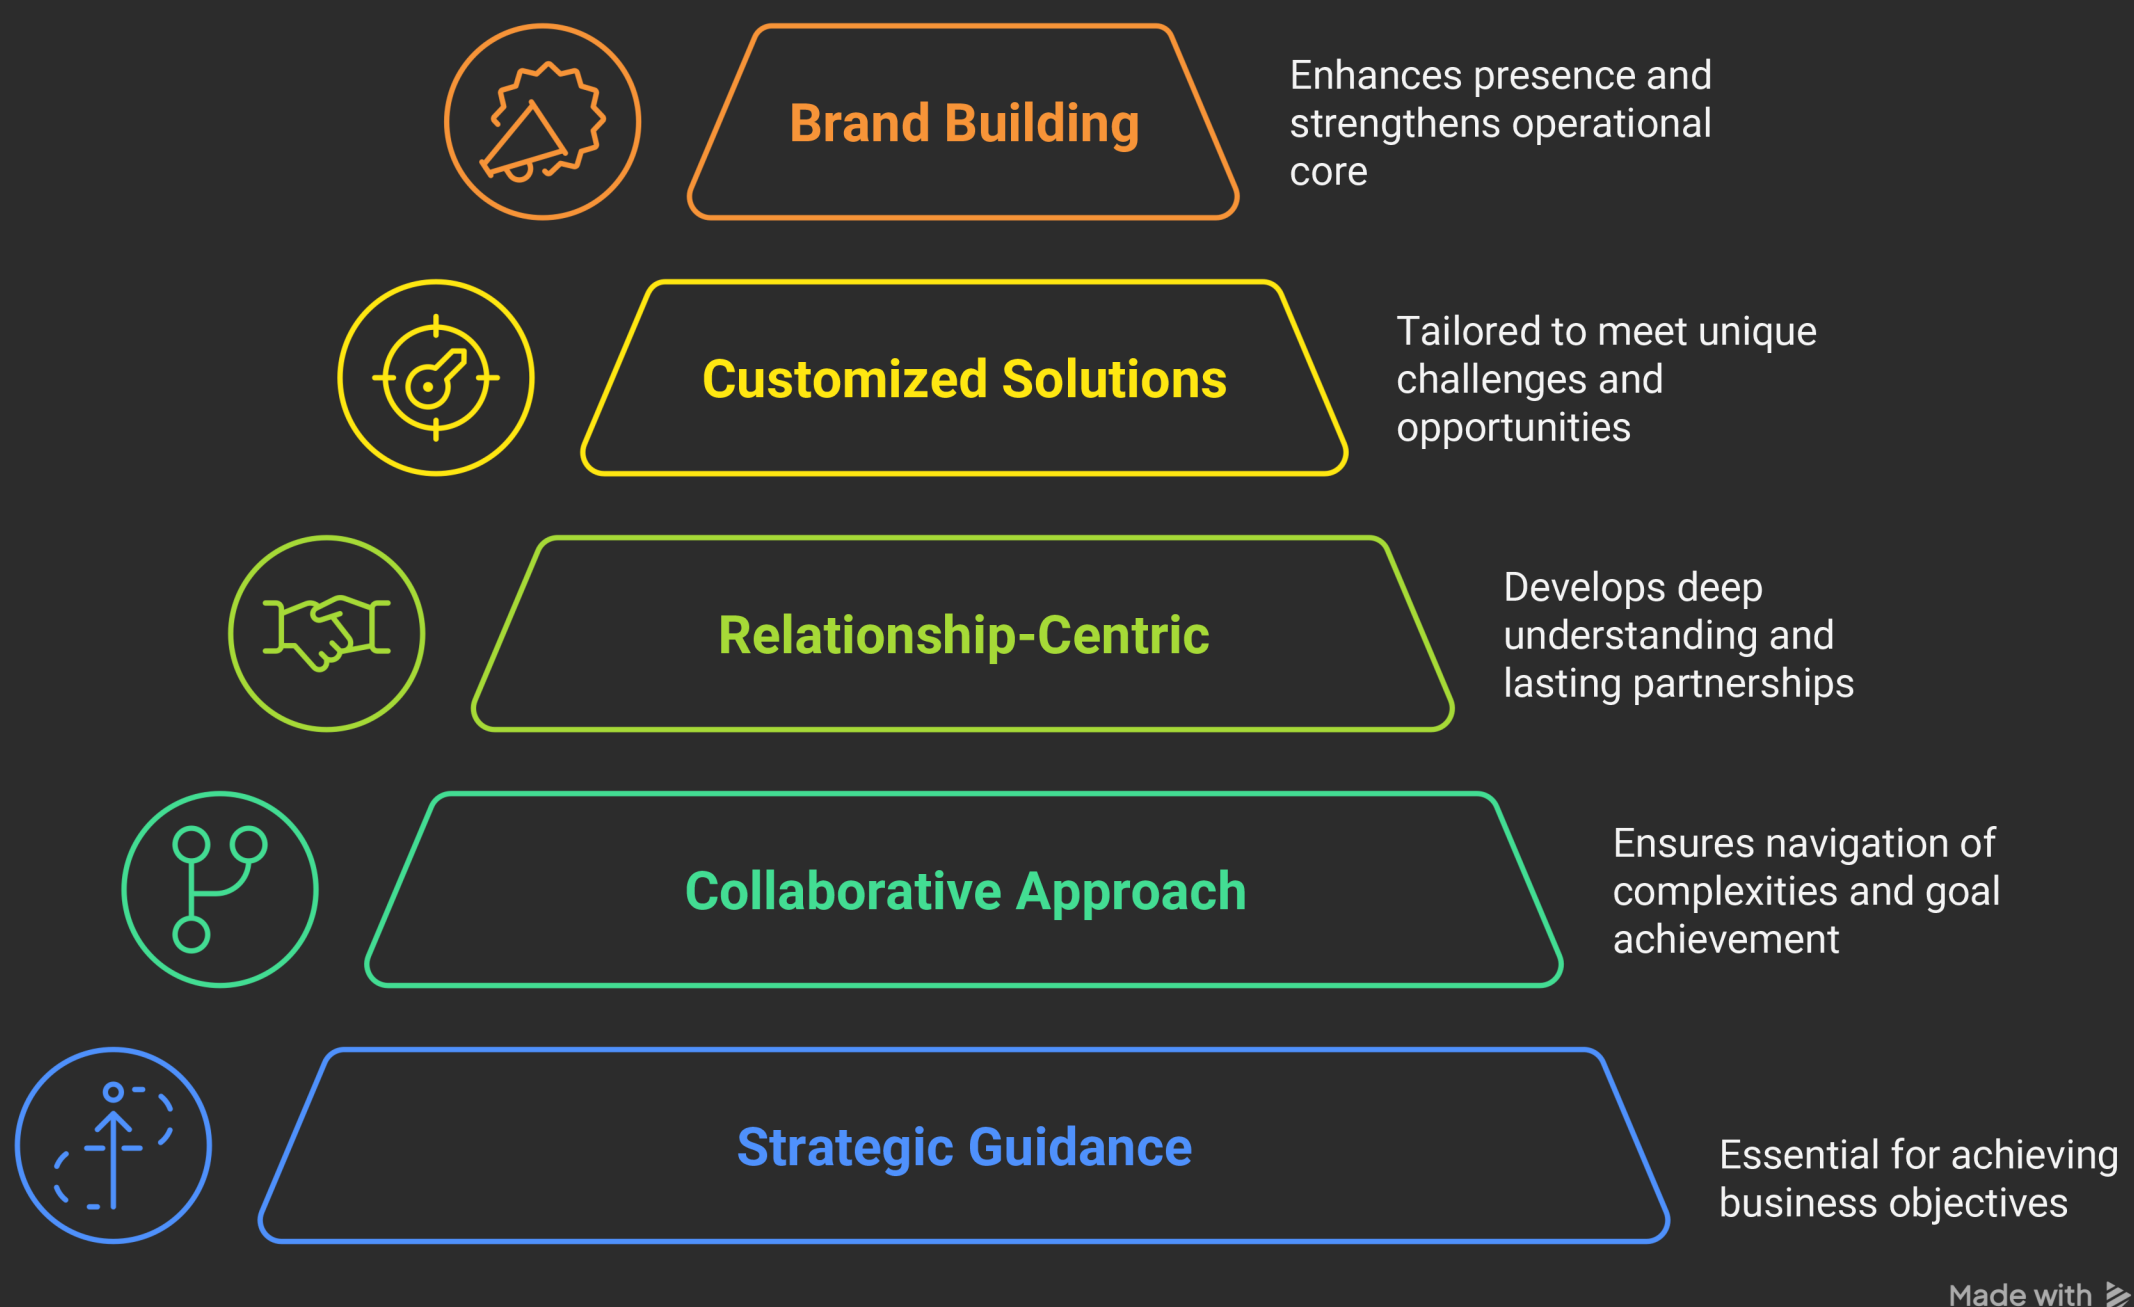 Brand Building
Enhances presence and
strengthens operational
core
Customized Solutions
Tailored to meet unique
challenges and
opportunities
Relationship-Centric
Develops deep
understanding and
lasting partnerships
Collaborative Approach
Ensures navigation of
complexities and goal
achievement
Strategic Guidance
Essential for achieving
business objectives
Made with